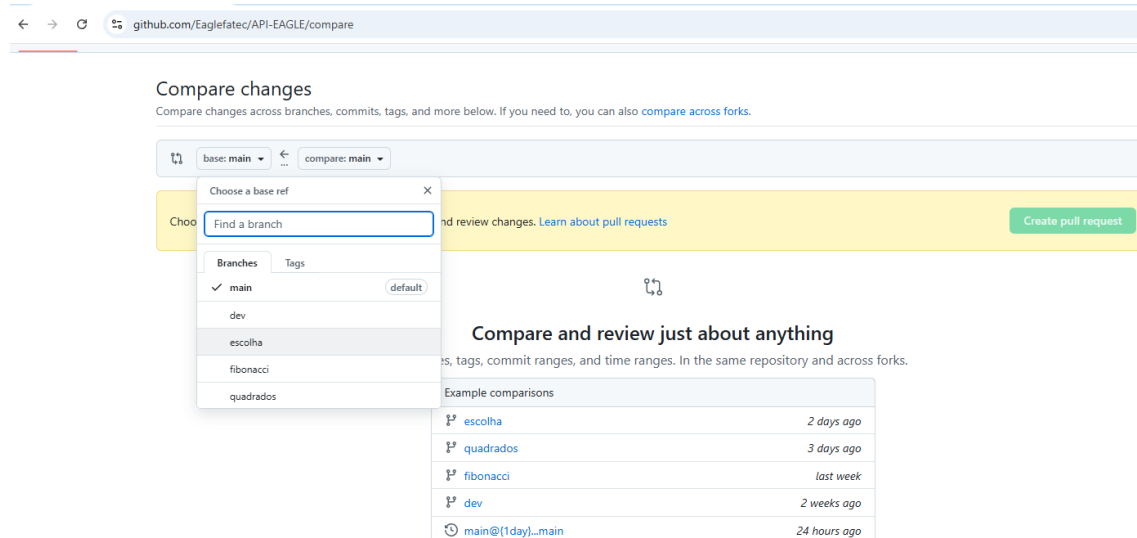 github.com/Eaglefatec/API-EAGLE/compare
Compare changes
Compare changes across branches, commits, tags, and more below. If you need to, you can also compare across forks.
base: main
compare: main
Choose a base ref
Find a branch
nd review changes. Learn about pull requests
Create pull request
Branches Tags
main default
dev
escolha
fibonacci
quadrados
Compare and review just about anything
tags, commit ranges, and time ranges. In the same repository and across forks.
Example comparisons
escolha 2 days ago
quadrados 3 days ago
fibonacci last week
dev 2 weeks ago
main@{1day}...main 24 hours ago